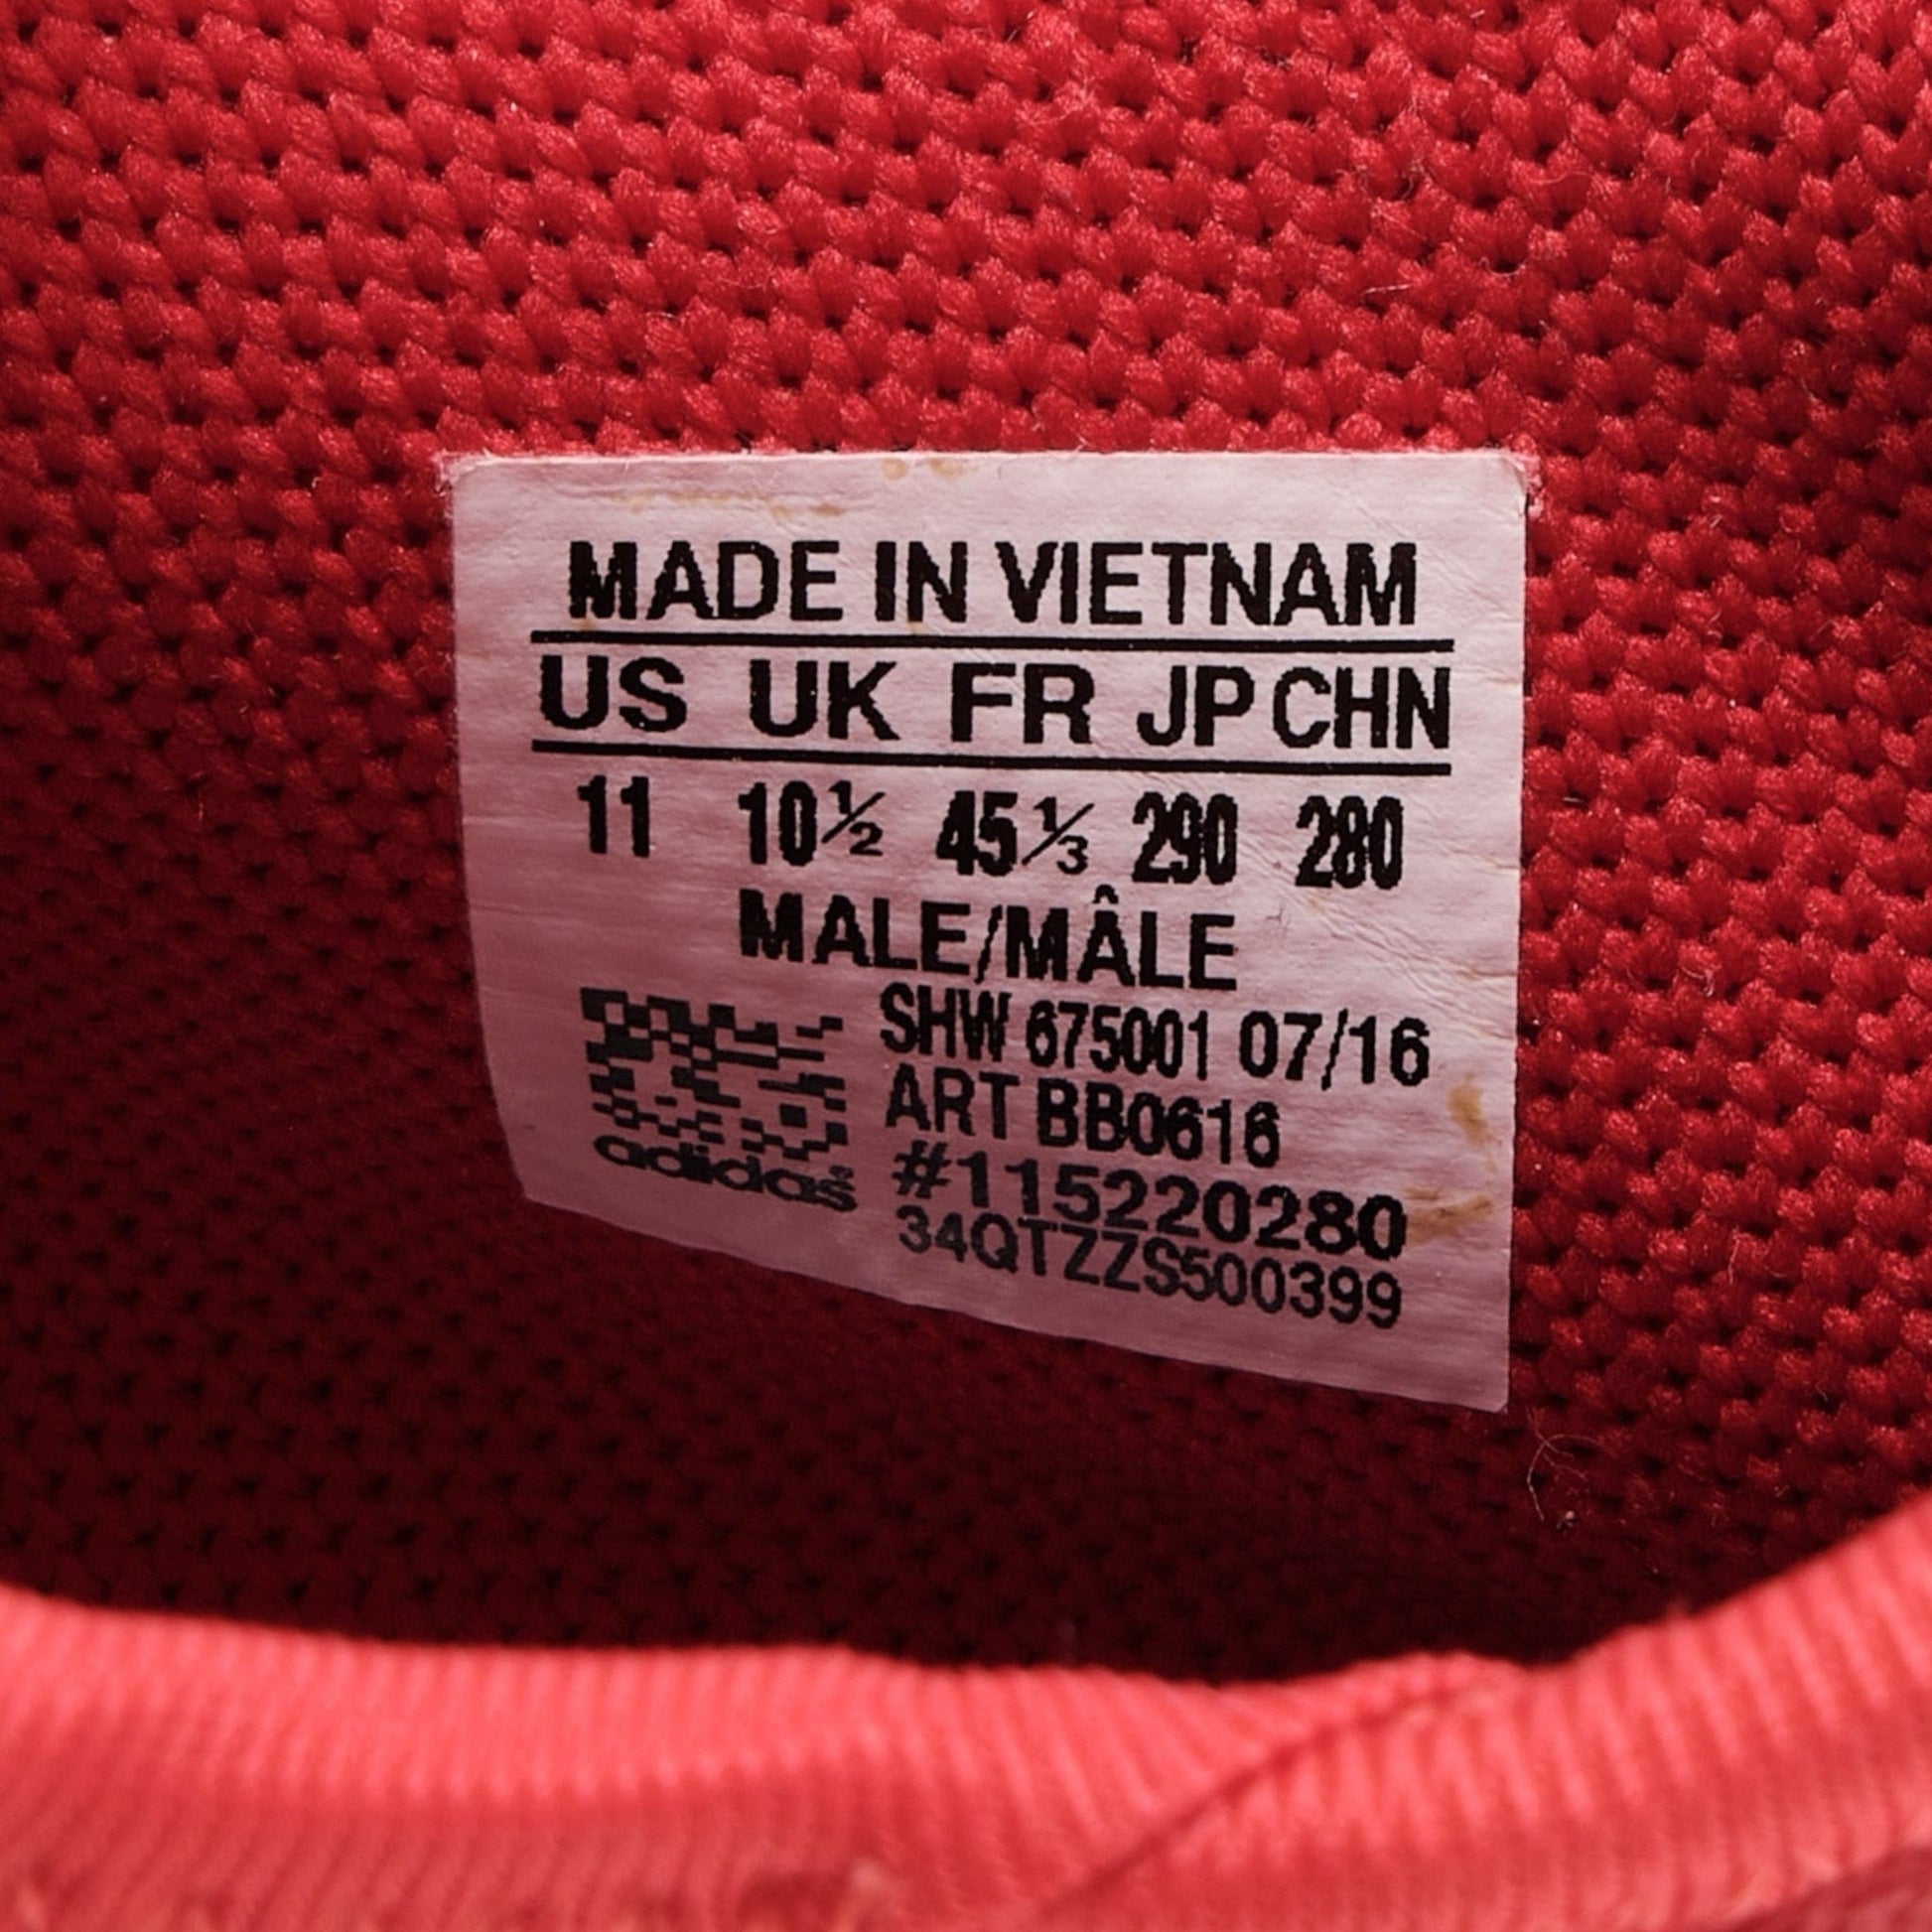 MADE IN VIETNAM
US UK FR JP CHN
11 10½ 45⅓ 290 280
MALE/MÂLE
SHW 675001 07/16
ART BB0616
#115220280
34QTZZS500399
adidas®